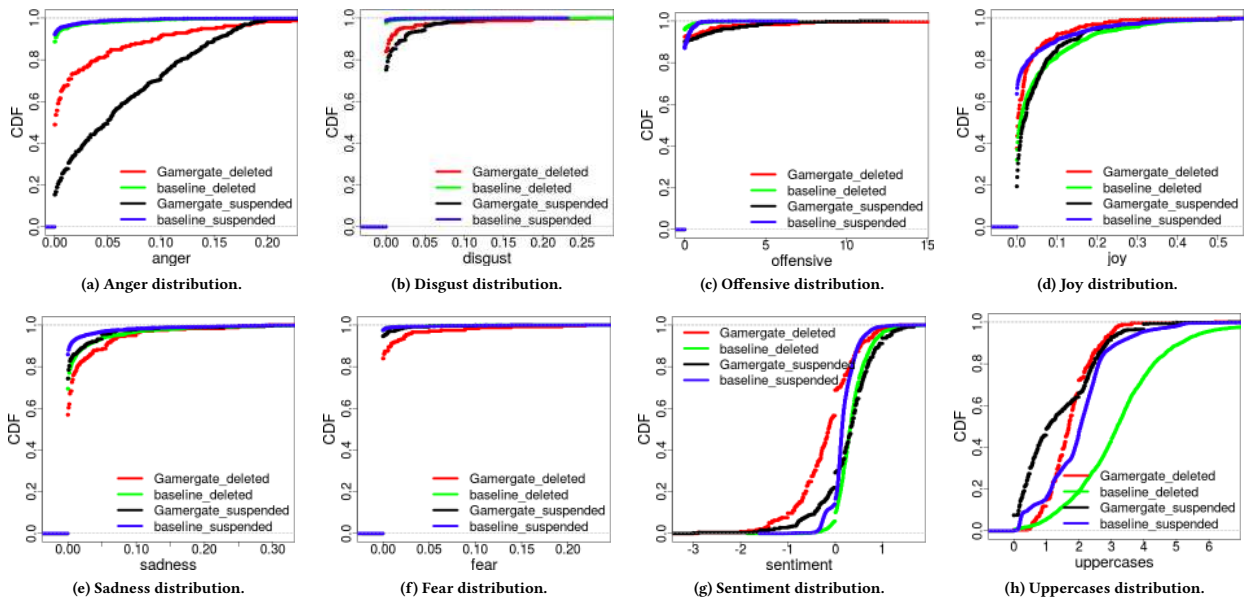 CDF
0.0 0.2 0.4 0.6 0.8 1.0
Gamergate_deleted
baseline_deleted
Gamergate_suspended
baseline_suspended
0.00 0.05 0.10 0.15 0.20
anger
(a) Anger distribution.
CDF
0.0 0.2 0.4 0.6 0.8 1.0
Gamergate_deleted
baseline_deleted
Gamergate_suspended
baseline_suspended
0.00 0.05 0.10 0.15 0.20 0.25
disgust
(b) Disgust distribution.
CDF
0.0 0.2 0.4 0.6 0.8 1.0
Gamergate_deleted
baseline_deleted
Gamergate_suspended
baseline_suspended
0 5 10 15
offensive
(c) Offensive distribution.
CDF
0.0 0.2 0.4 0.6 0.8 1.0
Gamergate_deleted
baseline_deleted
Gamergate_suspended
baseline_suspended
0.0 0.1 0.2 0.3 0.4 0.5
joy
(d) Joy distribution.
CDF
0.0 0.2 0.4 0.6 0.8 1.0
Gamergate_deleted
baseline_deleted
Gamergate_suspended
baseline_suspended
0.00 0.10 0.20 0.30
sadness
(e) Sadness distribution.
CDF
0.0 0.2 0.4 0.6 0.8 1.0
Gamergate_deleted
baseline_deleted
Gamergate_suspended
baseline_suspended
0.00 0.05 0.10 0.15 0.20
fear
(f) Fear distribution.
CDF
0.0 0.2 0.4 0.6 0.8 1.0
Gamergate_deleted
baseline_deleted
Gamergate_suspended
baseline_suspended
-3 -2 -1 0 1
sentiment
(g) Sentiment distribution.
CDF
0.0 0.2 0.4 0.6 0.8 1.0
Gamergate_deleted
baseline_deleted
Gamergate_suspended
baseline_suspended
0 1 2 3 4 5 6
uppercases
(h) Uppercases distribution.